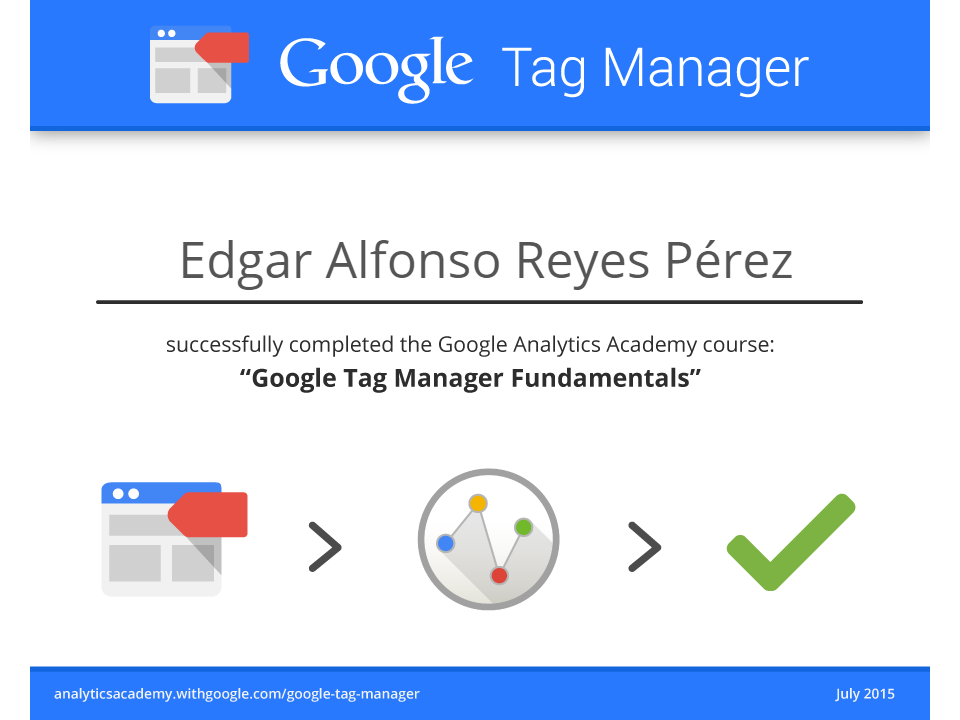 Google Tag Manager
Edgar Alfonso Reyes Pérez
successfully completed the Google Analytics Academy course:
“Google Tag Manager Fundamentals”
analyticsacademy.withgoogle.com/google-tag-manager
July 2015